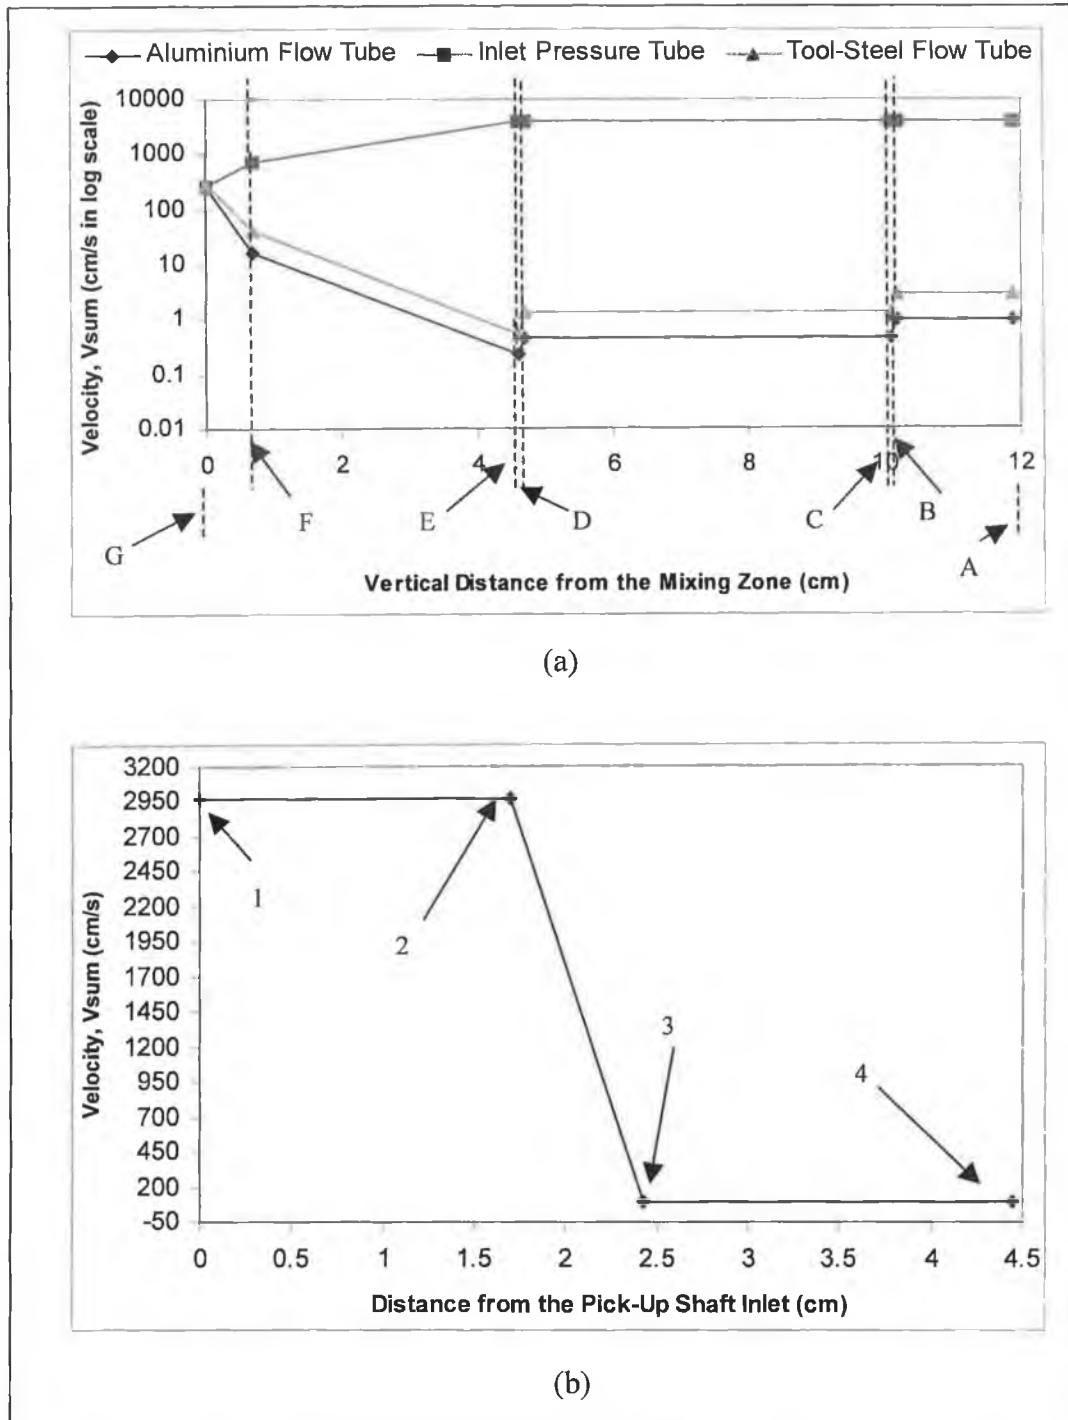 Aluminium Flow Tube Inlet Pressure Tube Tool-Steel Flow Tube
Velocity, Vsum (cm/s in log scale)
10000
1000
100
10
1
0.1
0.01
0 2 4 6 8 10 12
G F E D C B A
Vertical Distance from the Mixing Zone (cm)
(a)
Velocity, Vsum (cm/s)
3200
2950
2700
2450
2200
1950
1700
1450
1200
950
700
450
200
-50
1
2
3
4
0 0.5 1 1.5 2 2.5 3 3.5 4 4.5
Distance from the Pick-Up Shaft Inlet (cm)
(b)